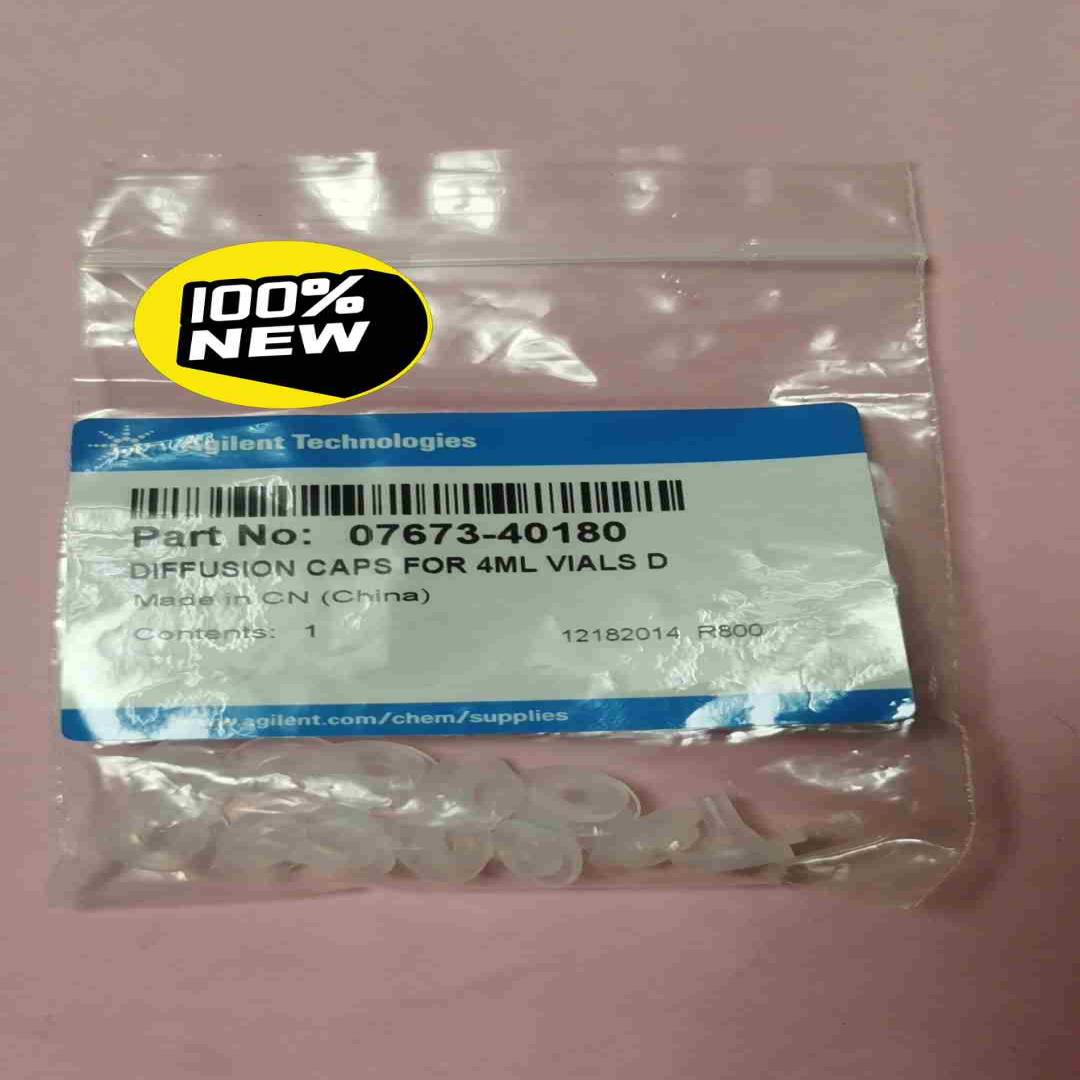 100%
NEW
Agilent Technologies
Part No: 07673-40180
DIFFUSION CAPS FOR 4ML VIALS D
Made in CN (China)
Contents: 1
12182014 R800
www.agilent.com/chem/supplies